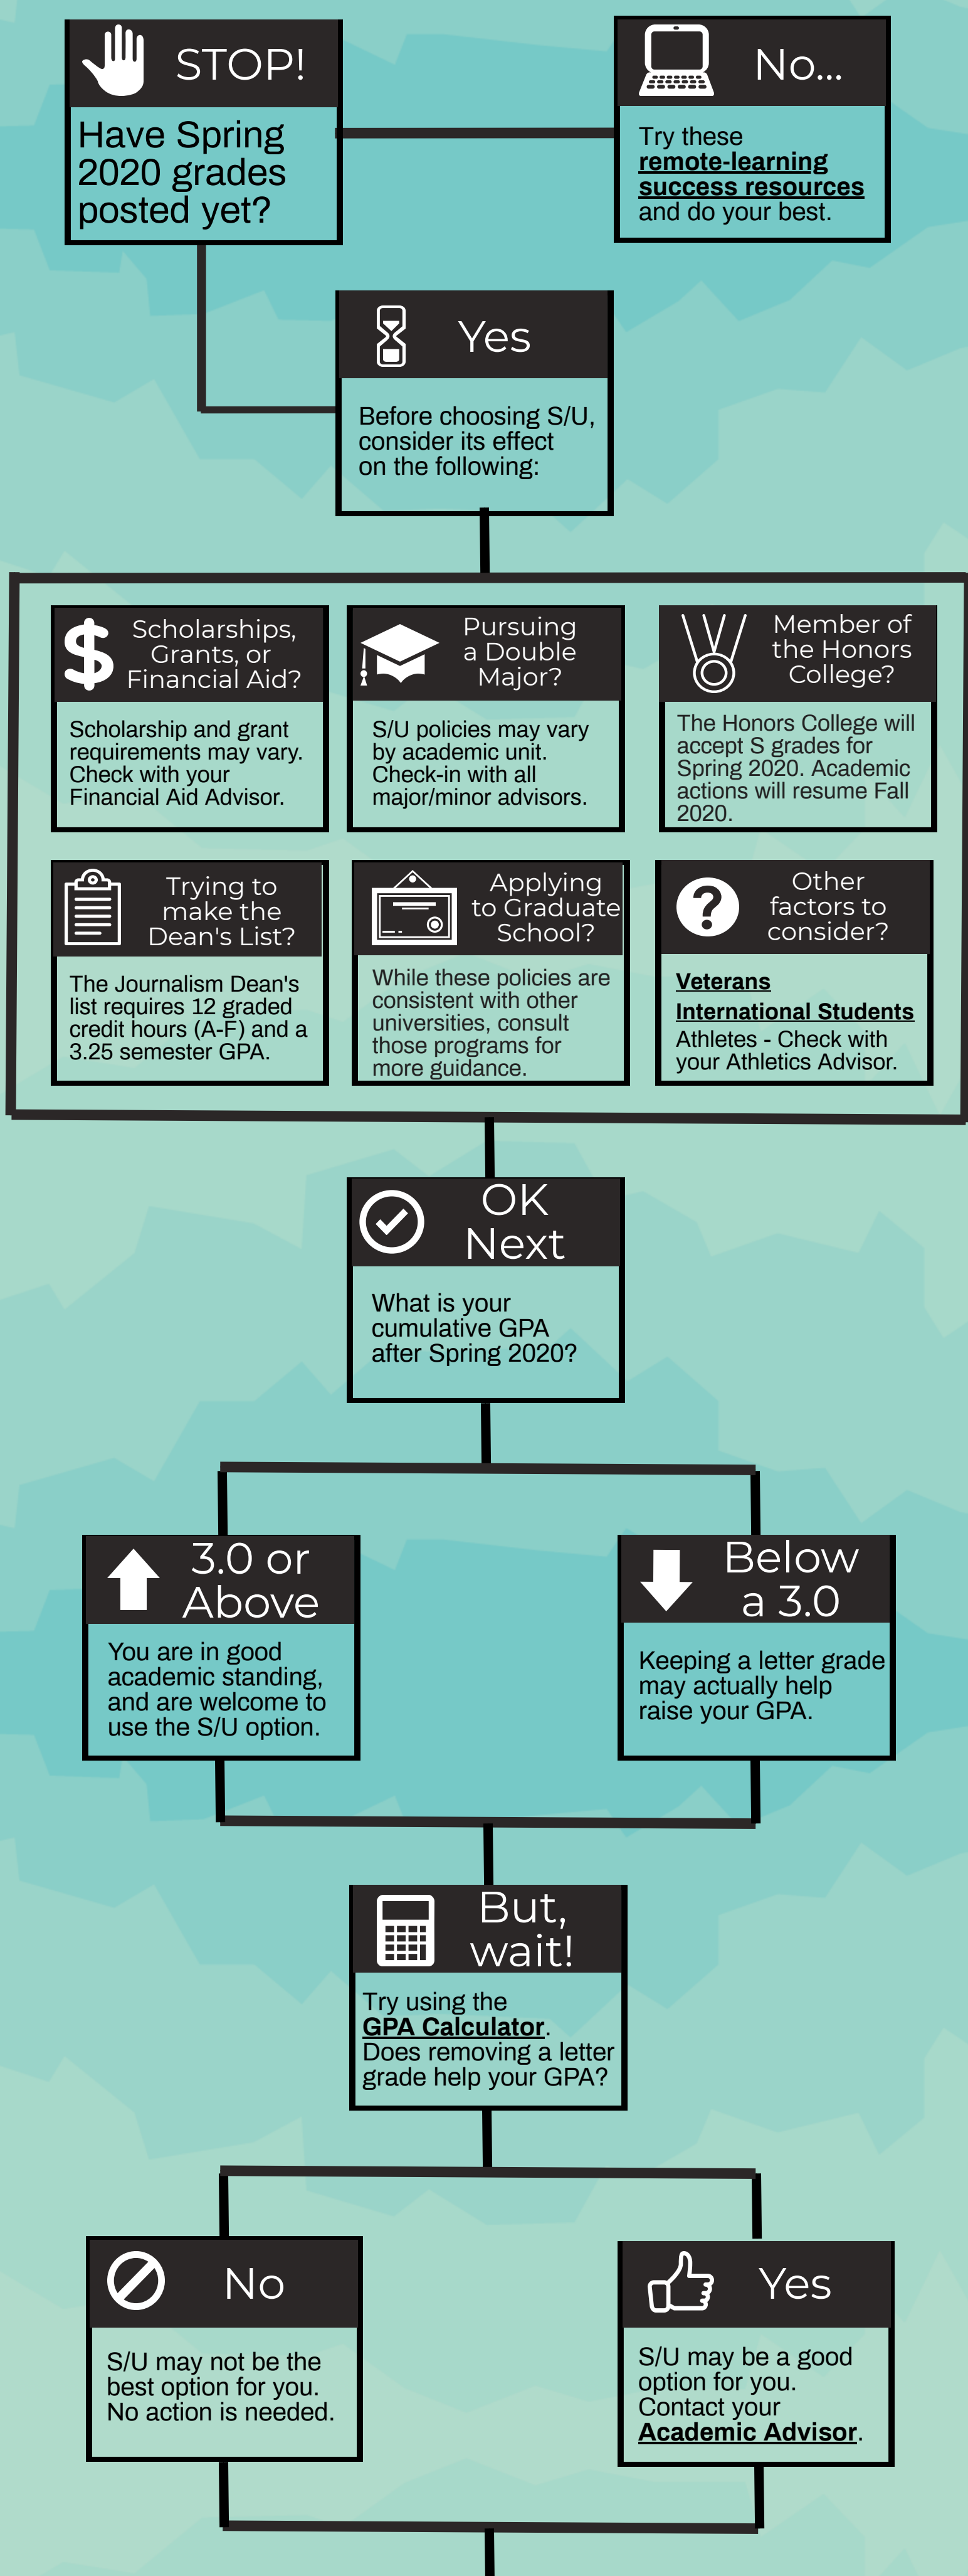 STOP!
Have Spring
2020 grades
posted yet?
No...
Try these
remote-learning
success resources
and do your best.
Yes
Before choosing S/U,
consider its effect
on the following:
Scholarships,
Grants, or
Financial Aid?
Scholarship and grant
requirements may vary.
Check with your
Financial Aid Advisor.
Pursuing
a Double
Major?
S/U policies may vary
by academic unit.
Check-in with all
major/minor advisors.
Member of
the Honors
College?
The Honors College will
accept S grades for
Spring 2020. Academic
actions will resume Fall
2020.
Trying to
make the
Dean's List?
The Journalism Dean's
list requires 12 graded
credit hours (A-F) and a
3.25 semester GPA.
Applying
to Graduate
School?
While these policies are
consistent with other
universities, consult
those programs for
more guidance.
Other
factors to
consider?
Veterans
International Students
Athletes - Check with
your Athletics Advisor.
OK
Next
What is your
cumulative GPA
after Spring 2020?
3.0 or
Above
You are in good
academic standing,
and are welcome to
use the S/U option.
Below
a 3.0
Keeping a letter grade
may actually help
raise your GPA.
But,
wait!
Try using the
GPA Calculator.
Does removing a letter
grade help your GPA?
No
S/U may not be the
best option for you.
No action is needed.
Yes
S/U may be a good
option for you.
Contact your
Academic Advisor.